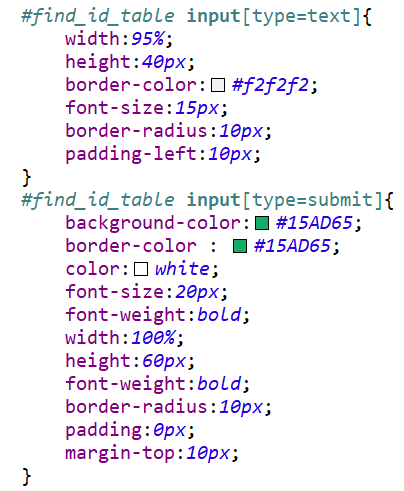 #find_id_table input[type=text]{
width:95%;
height:40px;
border-color: #f2f2f2;
font-size:15px;
border-radius:10px;
padding-left:10px;
}
#find_id_table input[type=submit]{
background-color: #15AD65;
border-color : #15AD65;
color: white;
font-size:20px;
font-weight:bold;
width:100%;
height:60px;
font-weight:bold;
border-radius:10px;
padding:0px;
margin-top:10px;
}